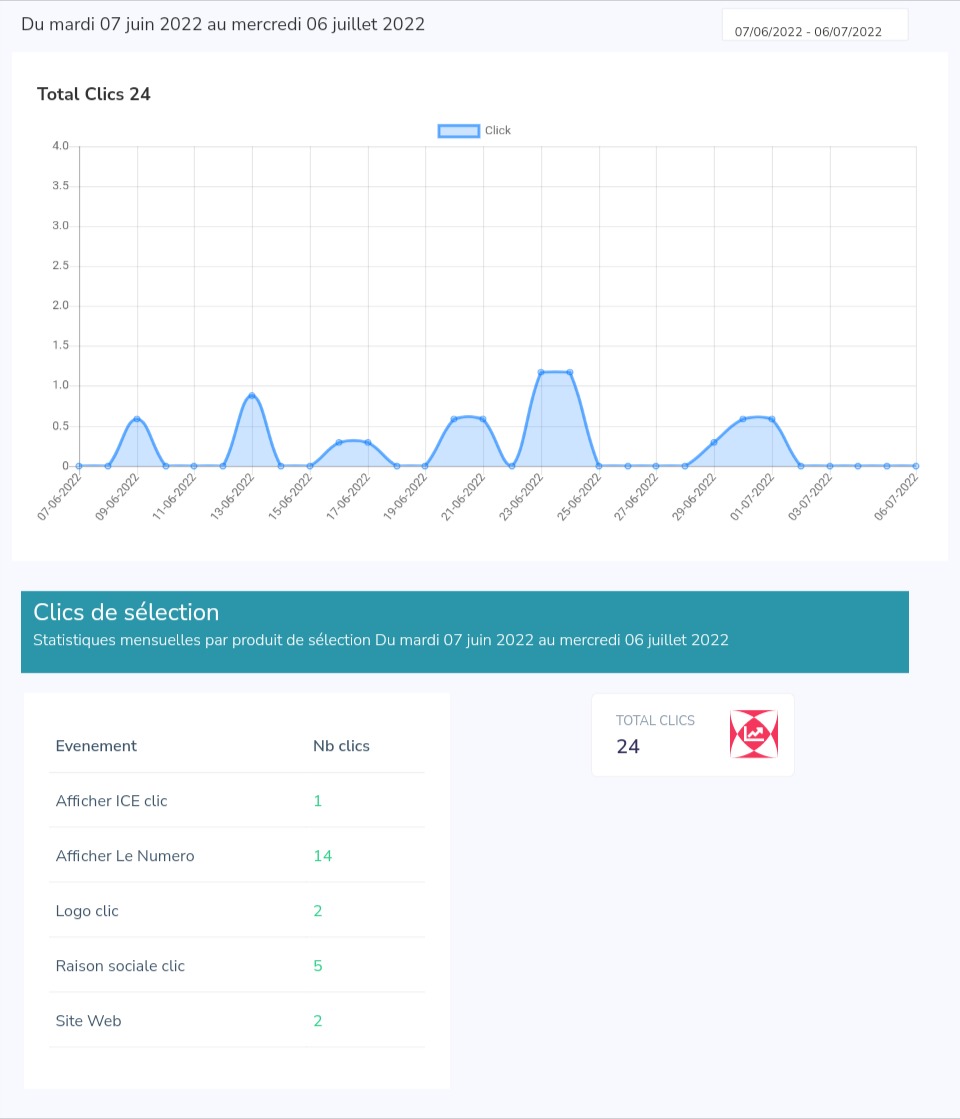 Du mardi 07 juin 2022 au mercredi 06 juillet 2022
07/06/2022 - 06/07/2022
Total Clics 24
Click
4.0
3.5
3.0
2.5
2.0
1.5
1.0
0.5
0
07-06-2022
09-06-2022
11-06-2022
13-06-2022
15-06-2022
17-06-2022
19-06-2022
21-06-2022
23-06-2022
25-06-2022
27-06-2022
29-06-2022
01-07-2022
03-07-2022
06-07-2022
Clics de sélection
Statistiques mensuelles par produit de sélection Du mardi 07 juin 2022 au mercredi 06 juillet 2022
TOTAL CLICS
24
Evenement Nb clics
Afficher ICE clic 1
Afficher Le Numero 14
Logo clic 2
Raison sociale clic 5
Site Web 2